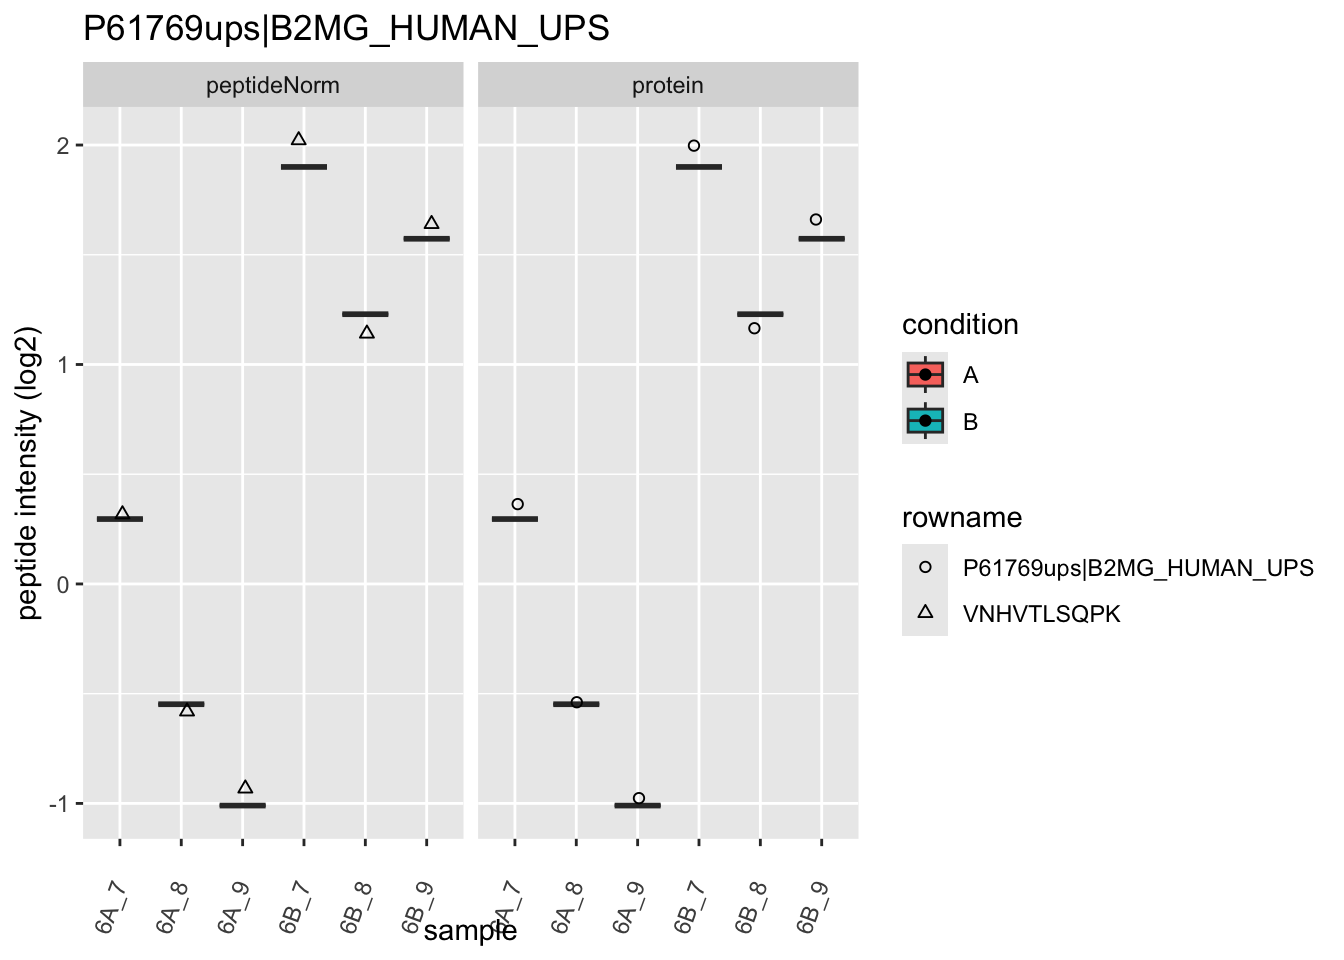 P61769ups|B2MG_HUMAN_UPS
peptideNorm
protein
2
1
0
-1
peptide intensity (log2)
6A_7
6A_8
6A_9
6B_7
6B_8
6B_9
6A_7
6A_8
6A_9
6B_7
6B_8
6B_9
sample
condition
A
B
rowname
P61769ups|B2MG_HUMAN_UPS
VNHVTLSQPK